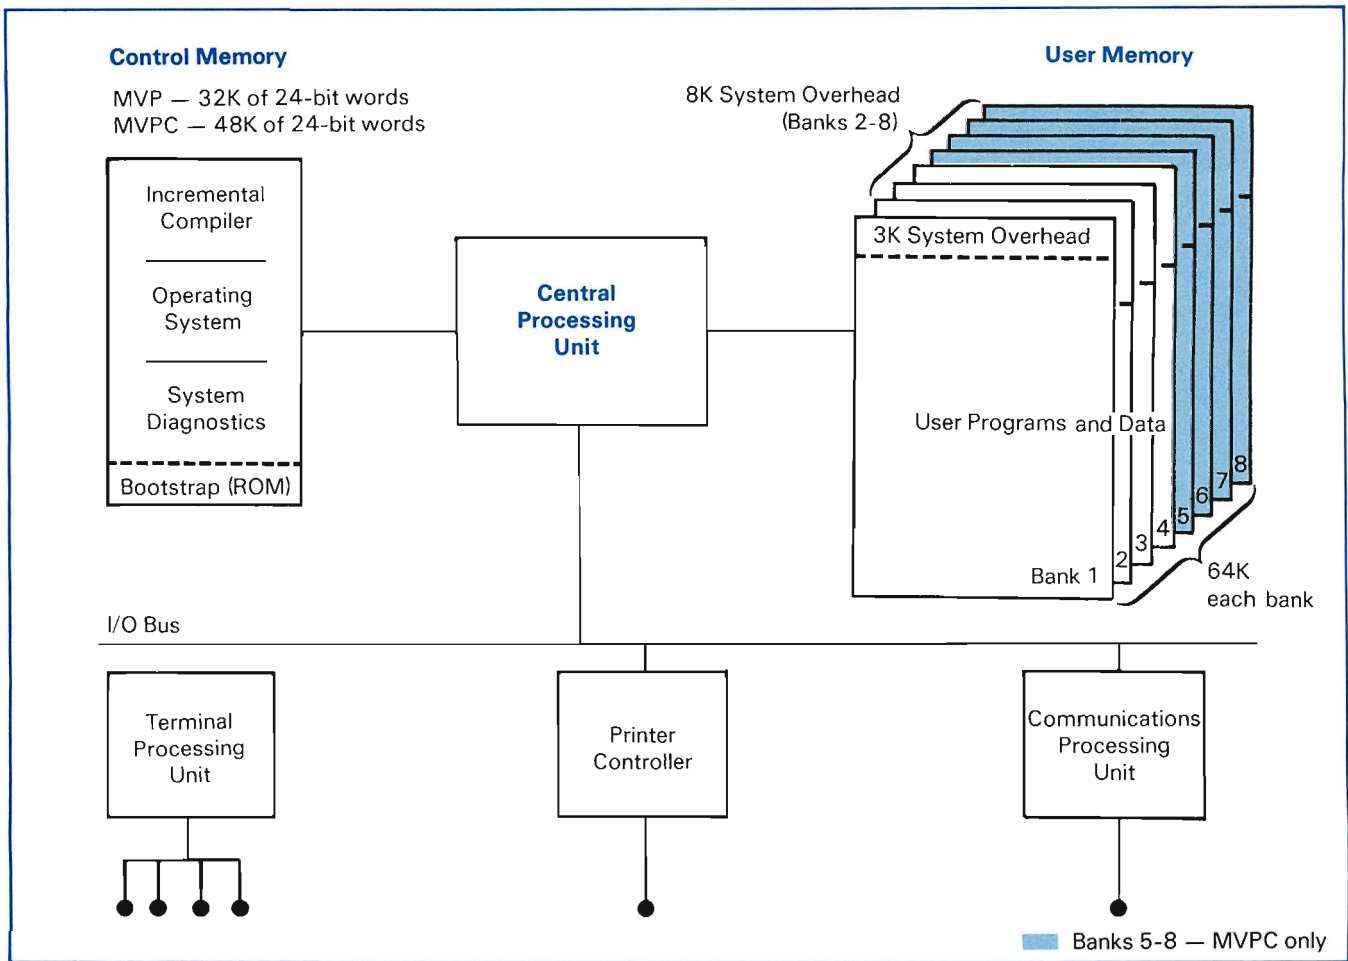 Control Memory
MVP — 32K of 24-bit words
MVPC — 48K of 24-bit words
Incremental
Compiler
Operating
System
System
Diagnostics
Bootstrap (ROM)
Central
Processing
Unit
User Memory
8K System Overhead
(Banks 2-8)
3K System Overhead
User Programs and Data
Bank 1
2
3
4
5
6
7
8
64K
each bank
I/O Bus
Terminal
Processing
Unit
Printer
Controller
Communications
Processing
Unit
Banks 5-8 — MVPC only